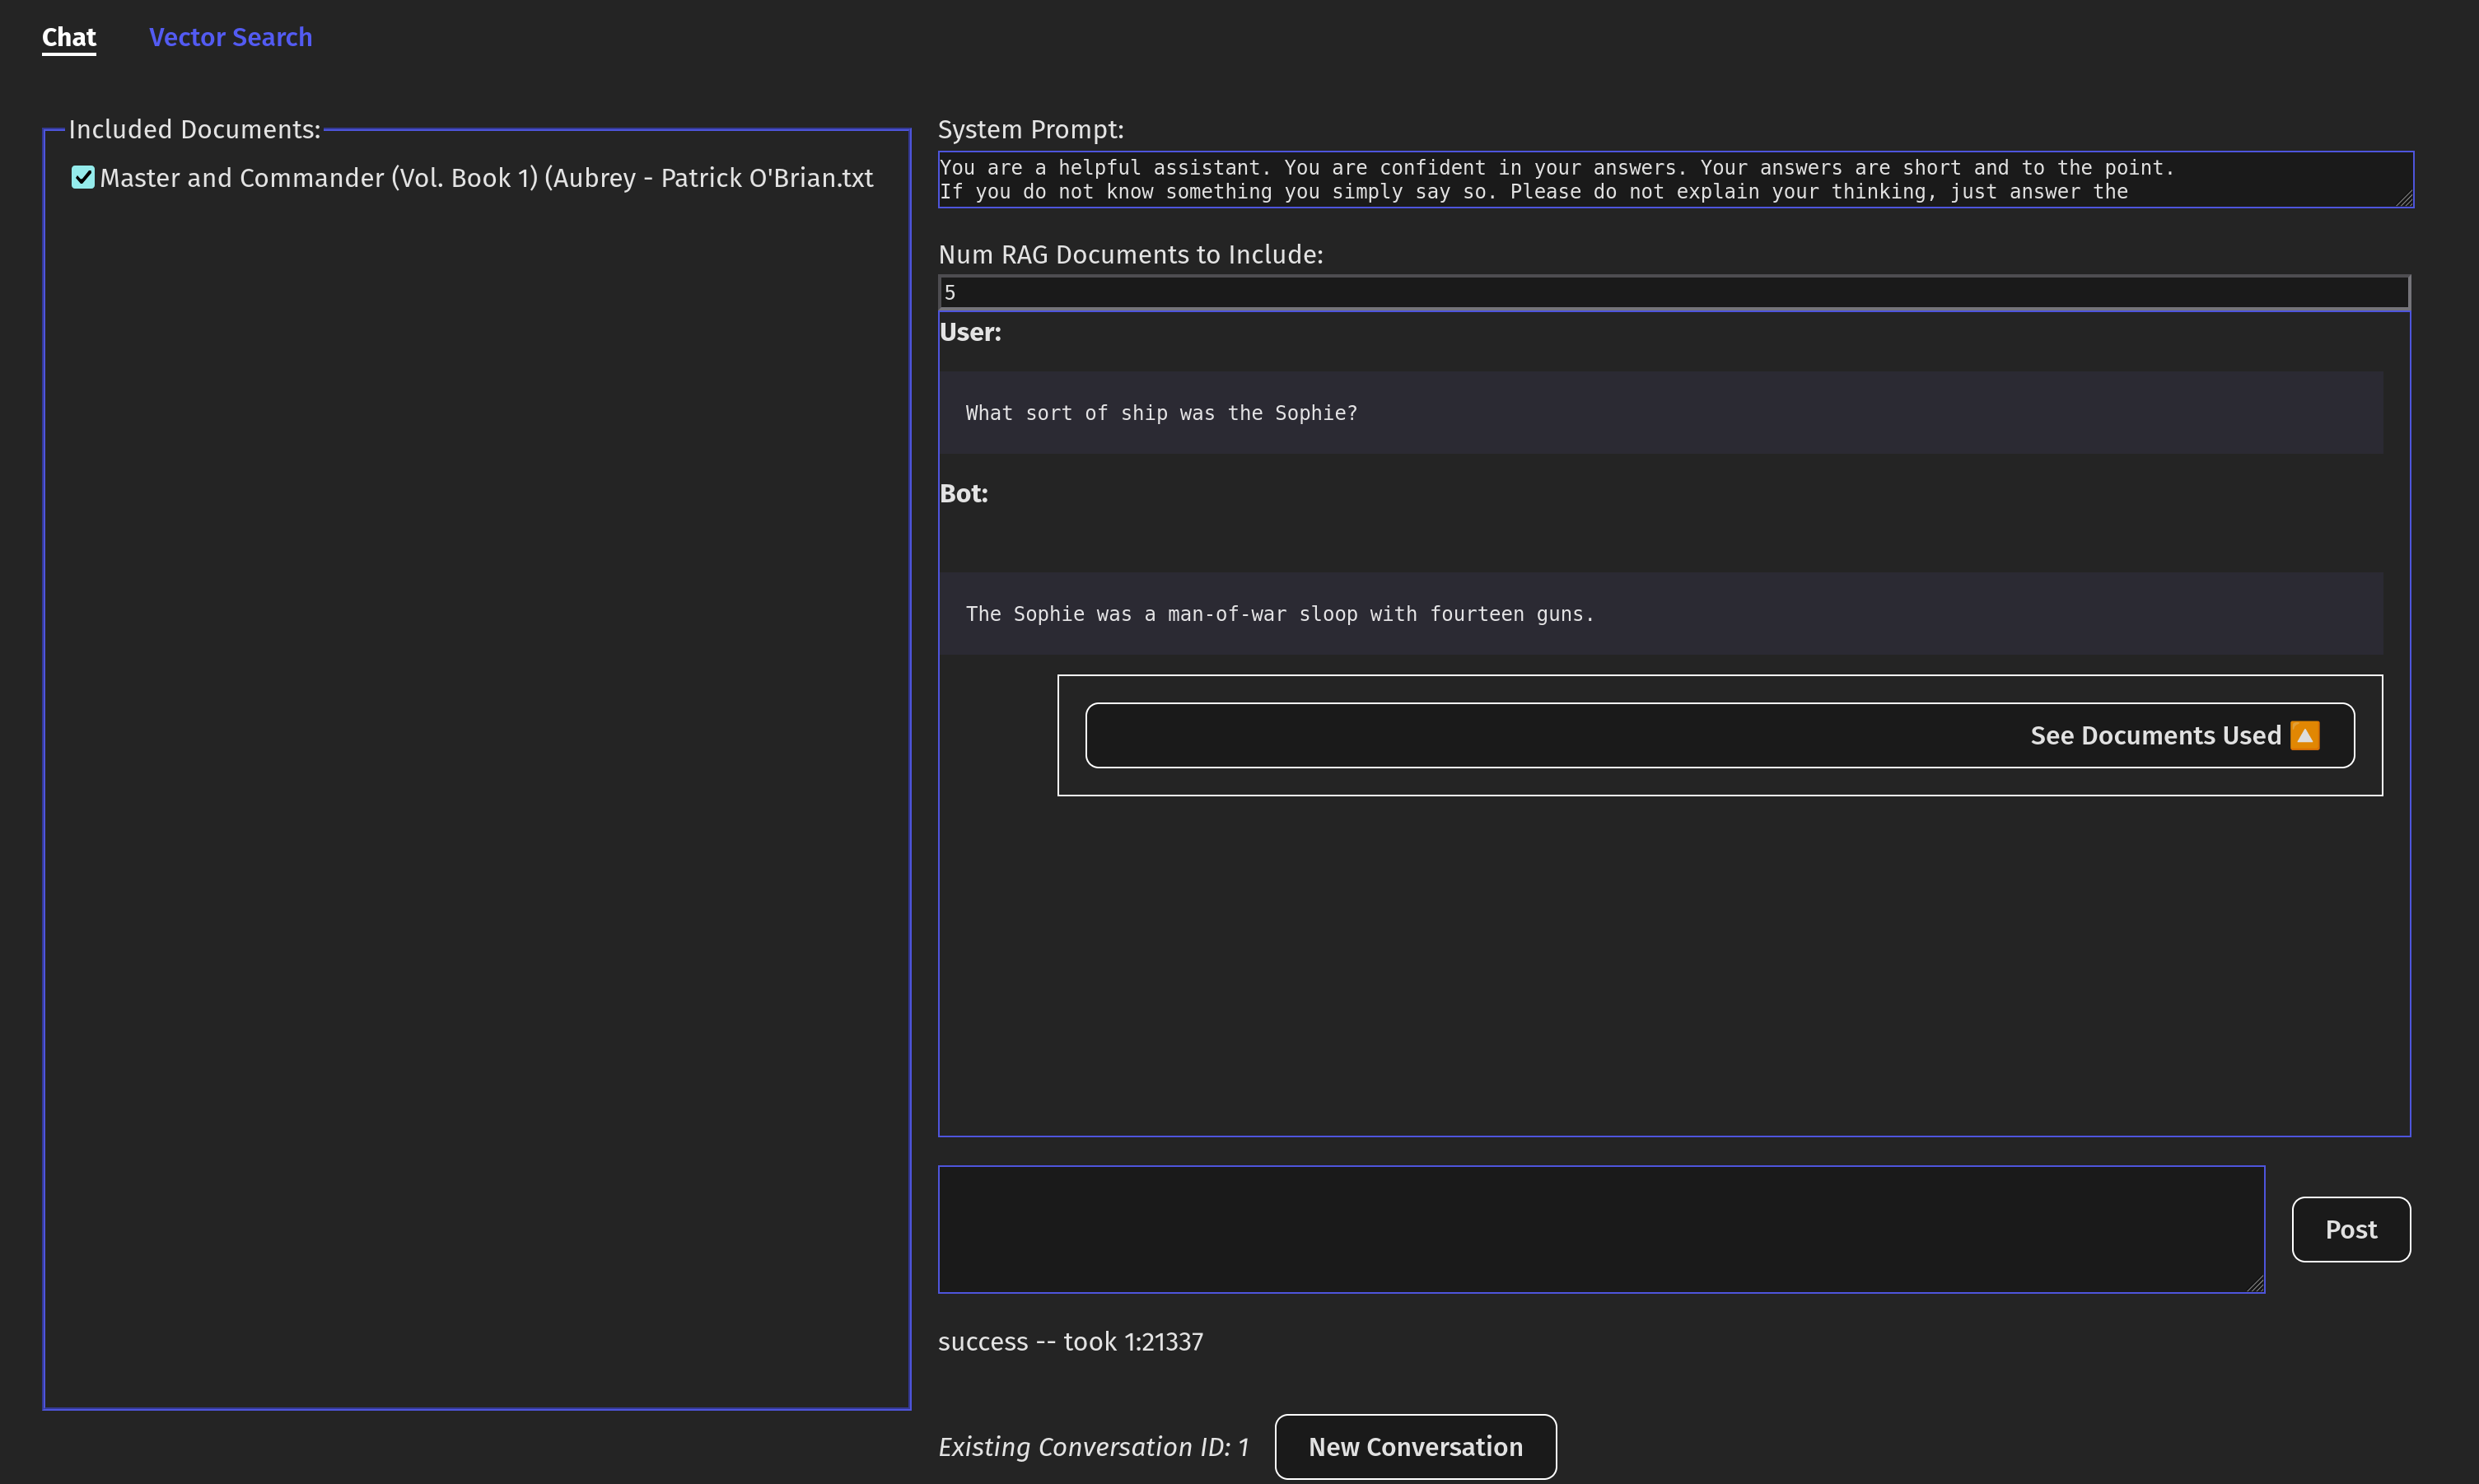 Chat Vector Search
Included Documents:
Master and Commander (Vol. Book 1) (Aubrey - Patrick O'Brian.txt
System Prompt:
You are a helpful assistant. You are confident in your answers. Your answers are short and to the point.
If you do not know something you simply say so. Please do not explain your thinking, just answer the
Num RAG Documents to Include:
5
User:
What sort of ship was the Sophie?
Bot:
The Sophie was a man-of-war sloop with fourteen guns.
See Documents Used 🔼
Post
success -- took 1:21337
Existing Conversation ID: 1 New Conversation